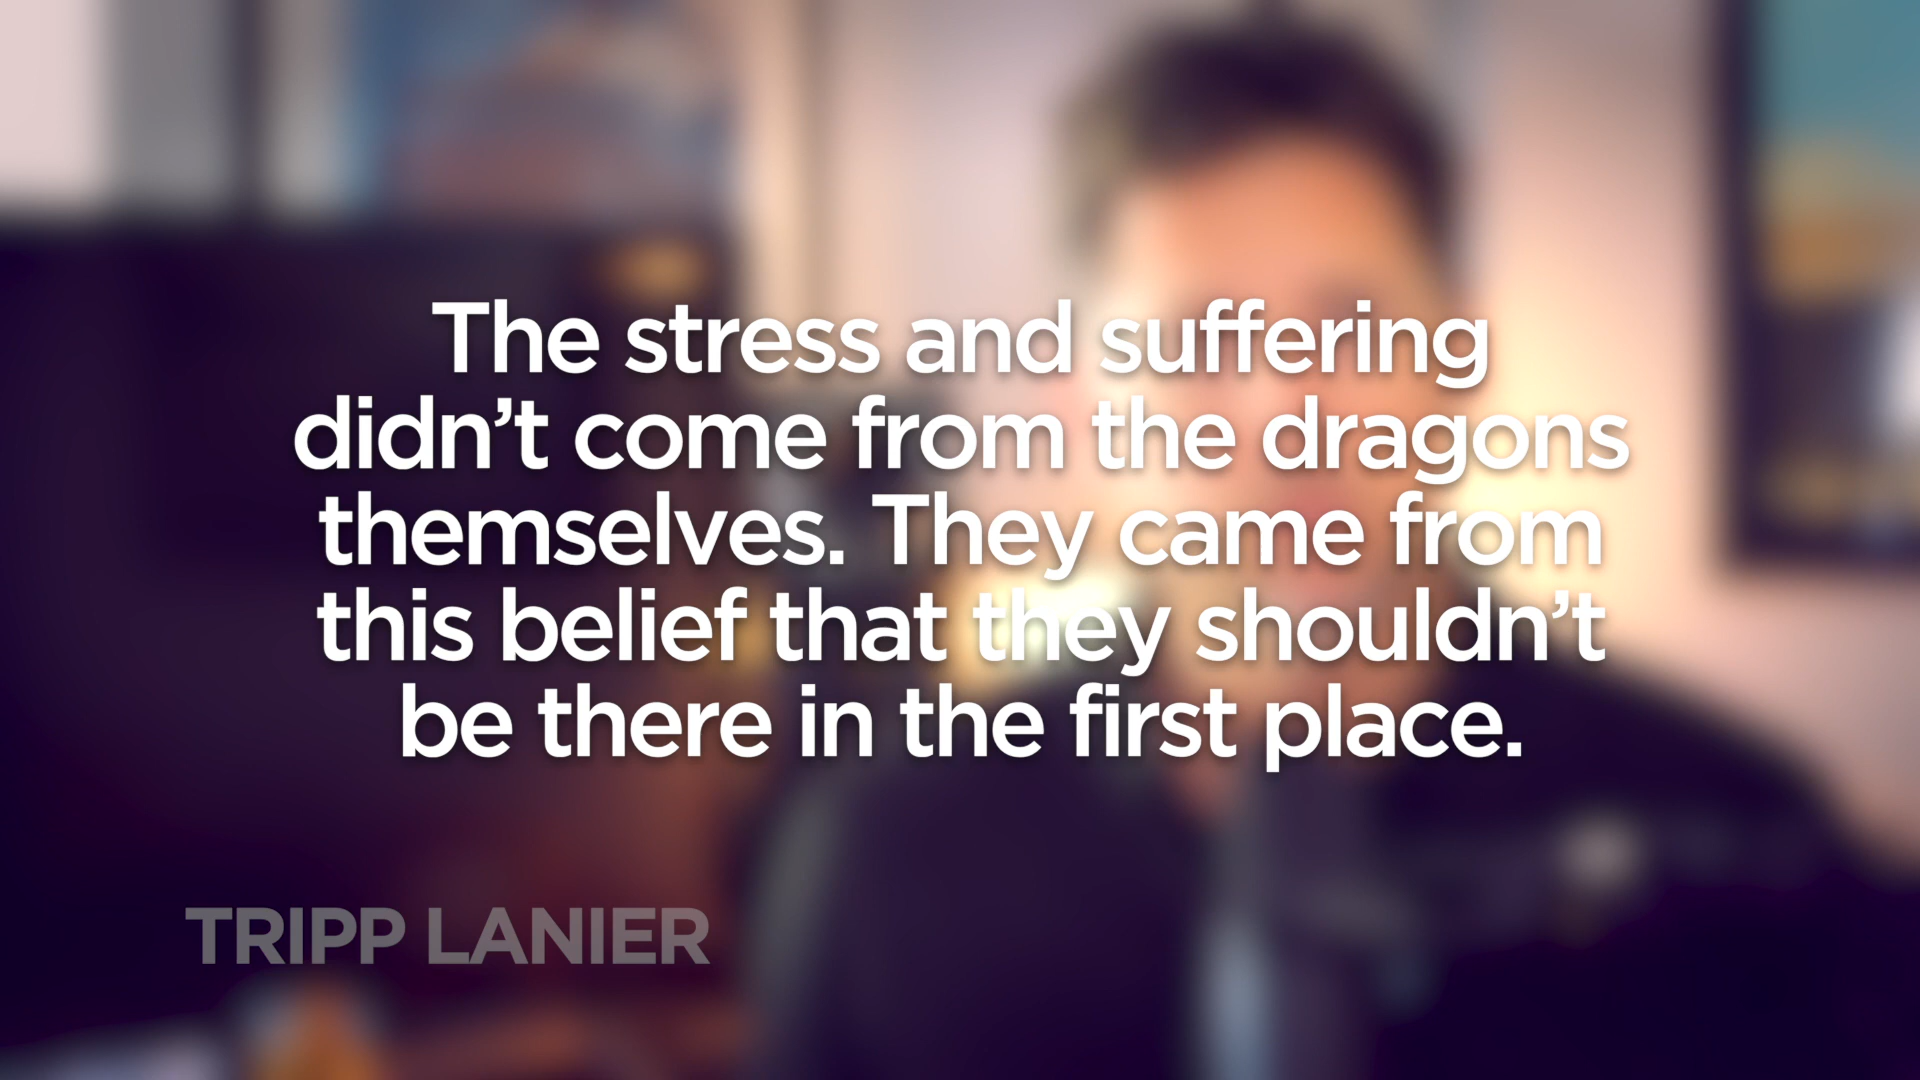 The stress and suffering
didn’t come from the dragons
themselves. They came from
this belief that they shouldn’t
be there in the first place.
TRIPP LANIER